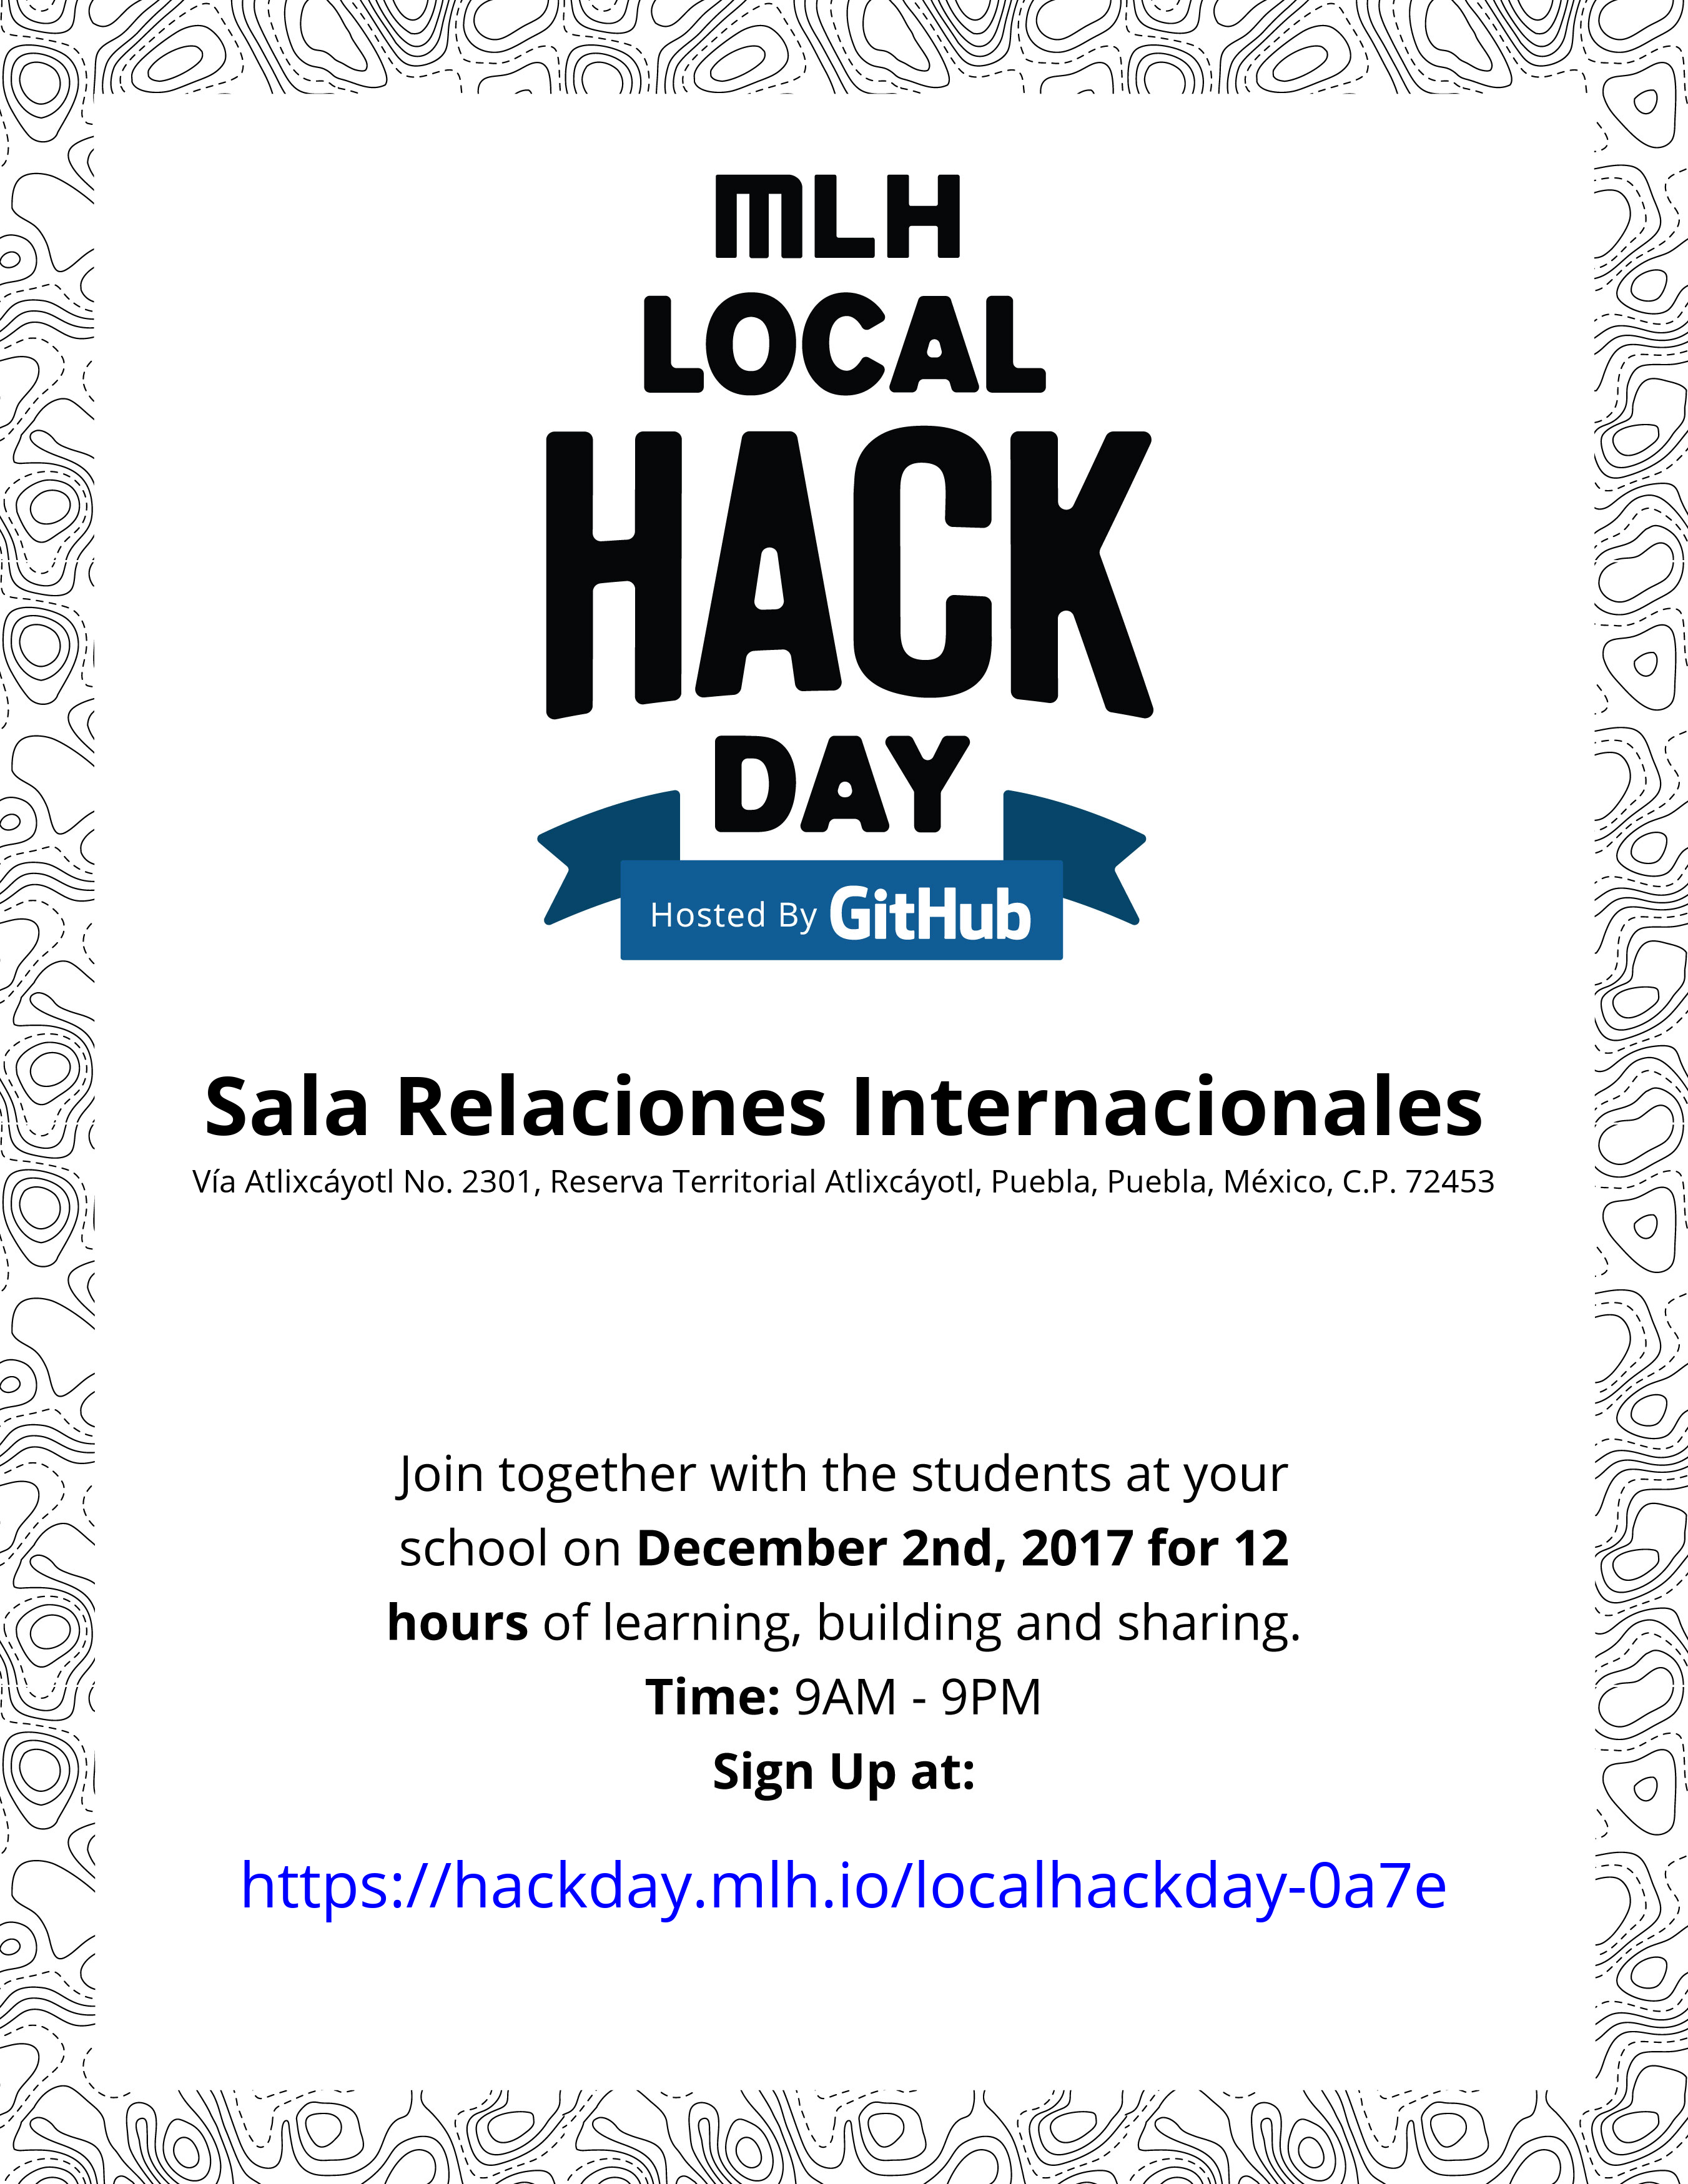 MLH
LOCAL
HACK
DAY
Hosted By GitHub
Sala Relaciones Internacionales
Vía Atlixcáyotl No. 2301, Reserva Territorial Atlixcáyotl, Puebla, Puebla, México, C.P. 72453
Join together with the students at your
school on December 2nd, 2017 for 12
hours of learning, building and sharing.
Time: 9AM - 9PM
Sign Up at:
https://hackday.mlh.io/localhackday-0a7e